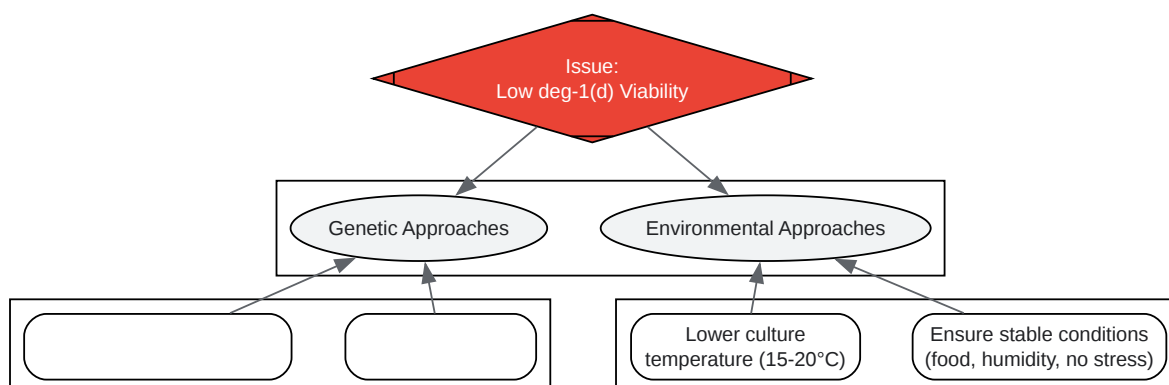 Issue:
Low deg-1(d) Viability
Genetic Approaches
Environmental Approaches
Lower culture
temperature (15-20°C)
Ensure stable conditions
(food, humidity, no stress)